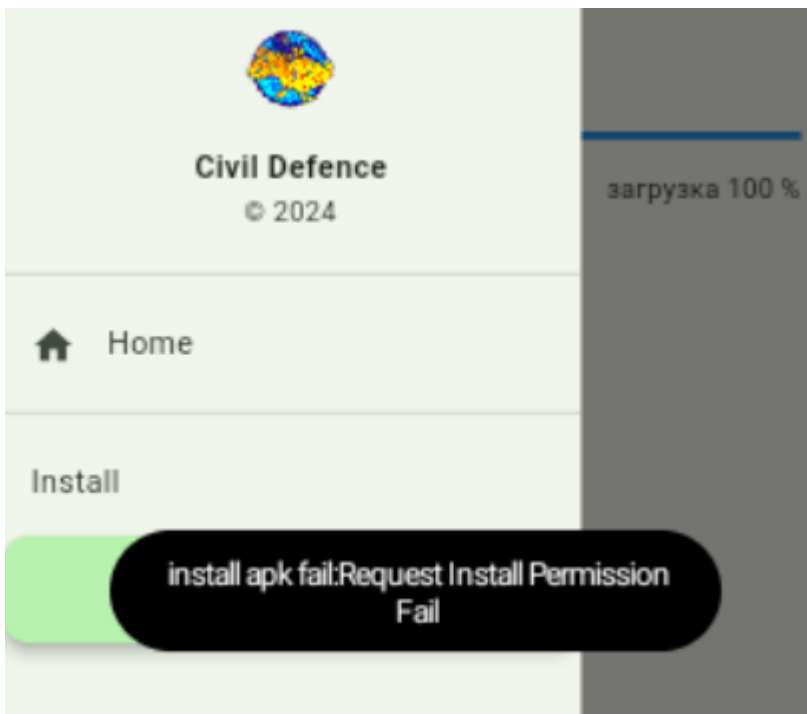 Civil Defence
© 2024
загрузка 100 %
Home
Install
install apk fail:Request Install Permission
Fail